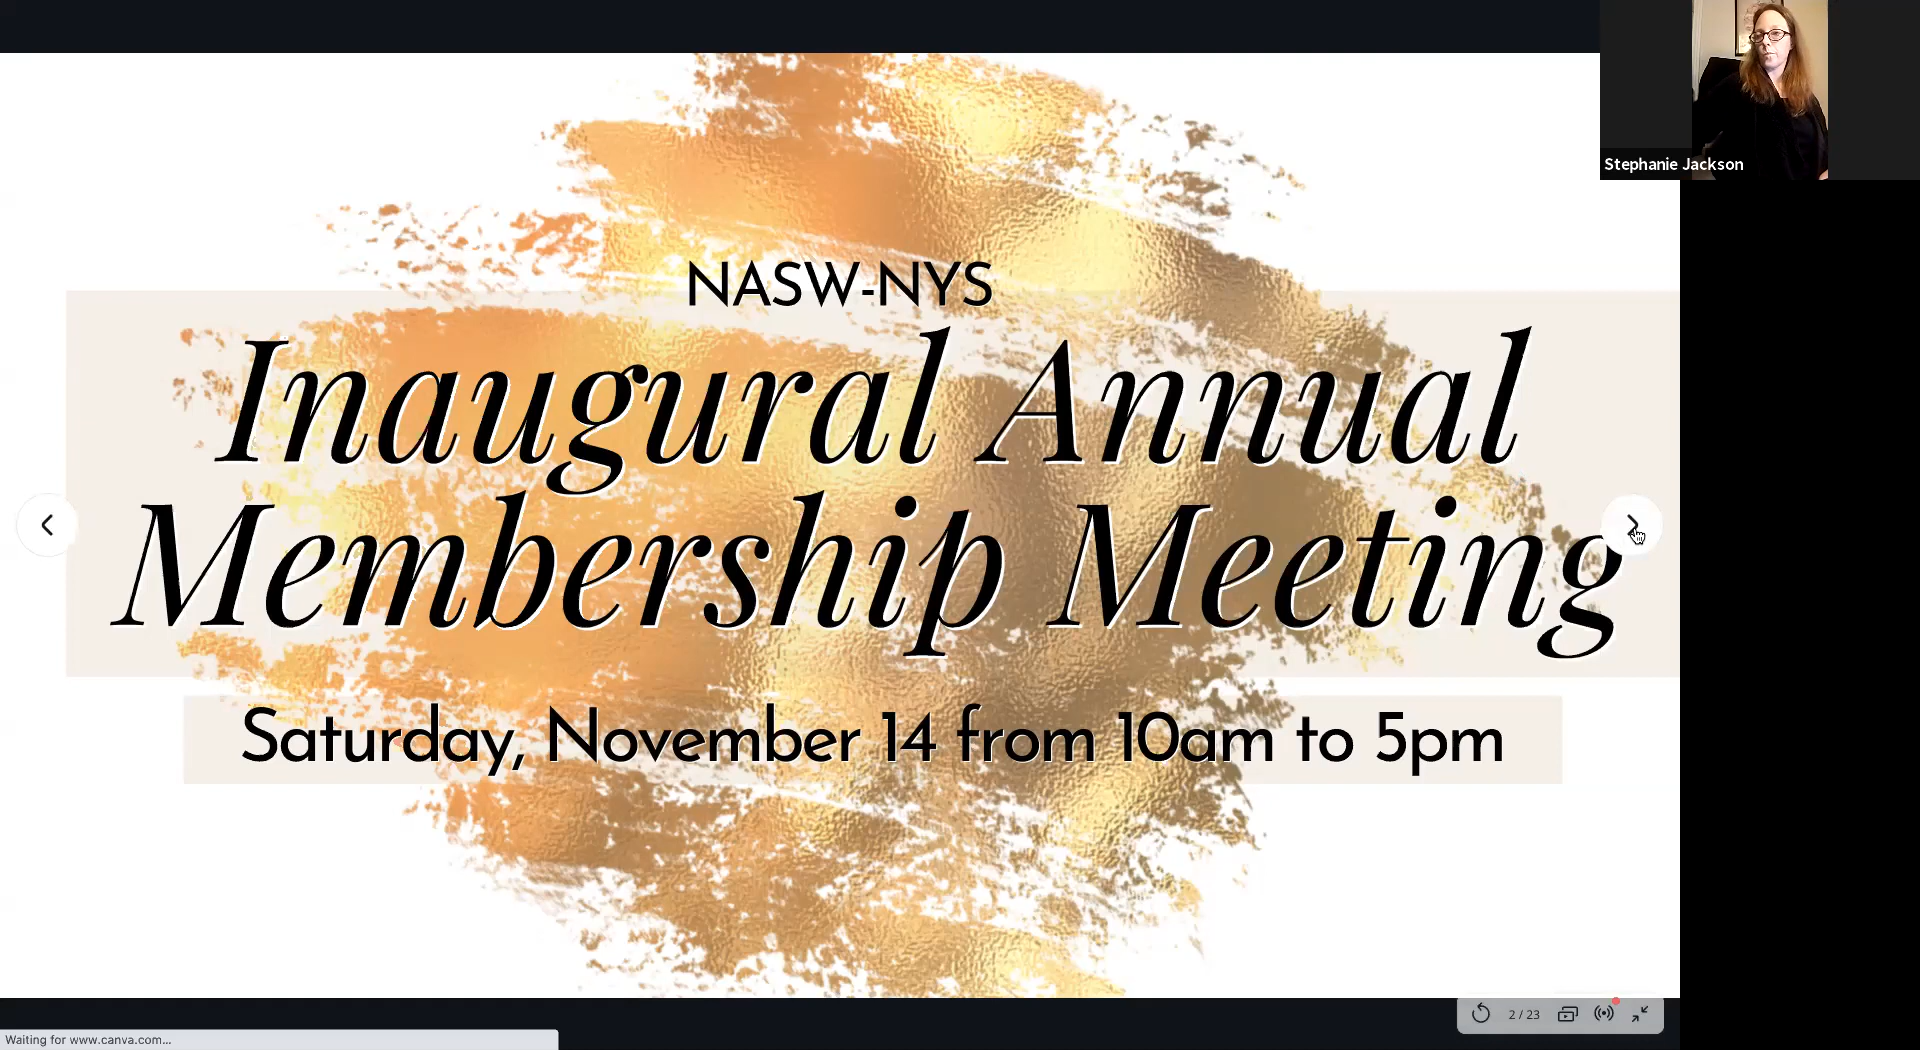 Stephanie Jackson
NASW-NYS
Inaugural Annual
Membership Meeting
Saturday, November 14 from 10am to 5pm
2 / 23
Waiting for www.canva.com...